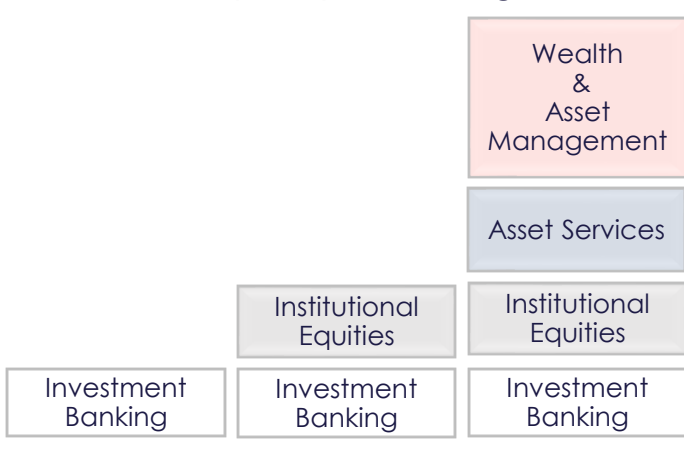 Wealth
&
Asset
Management
Asset Services
Institutional
Equities
Institutional
Equities
Investment
Banking
Investment
Banking
Investment
Banking